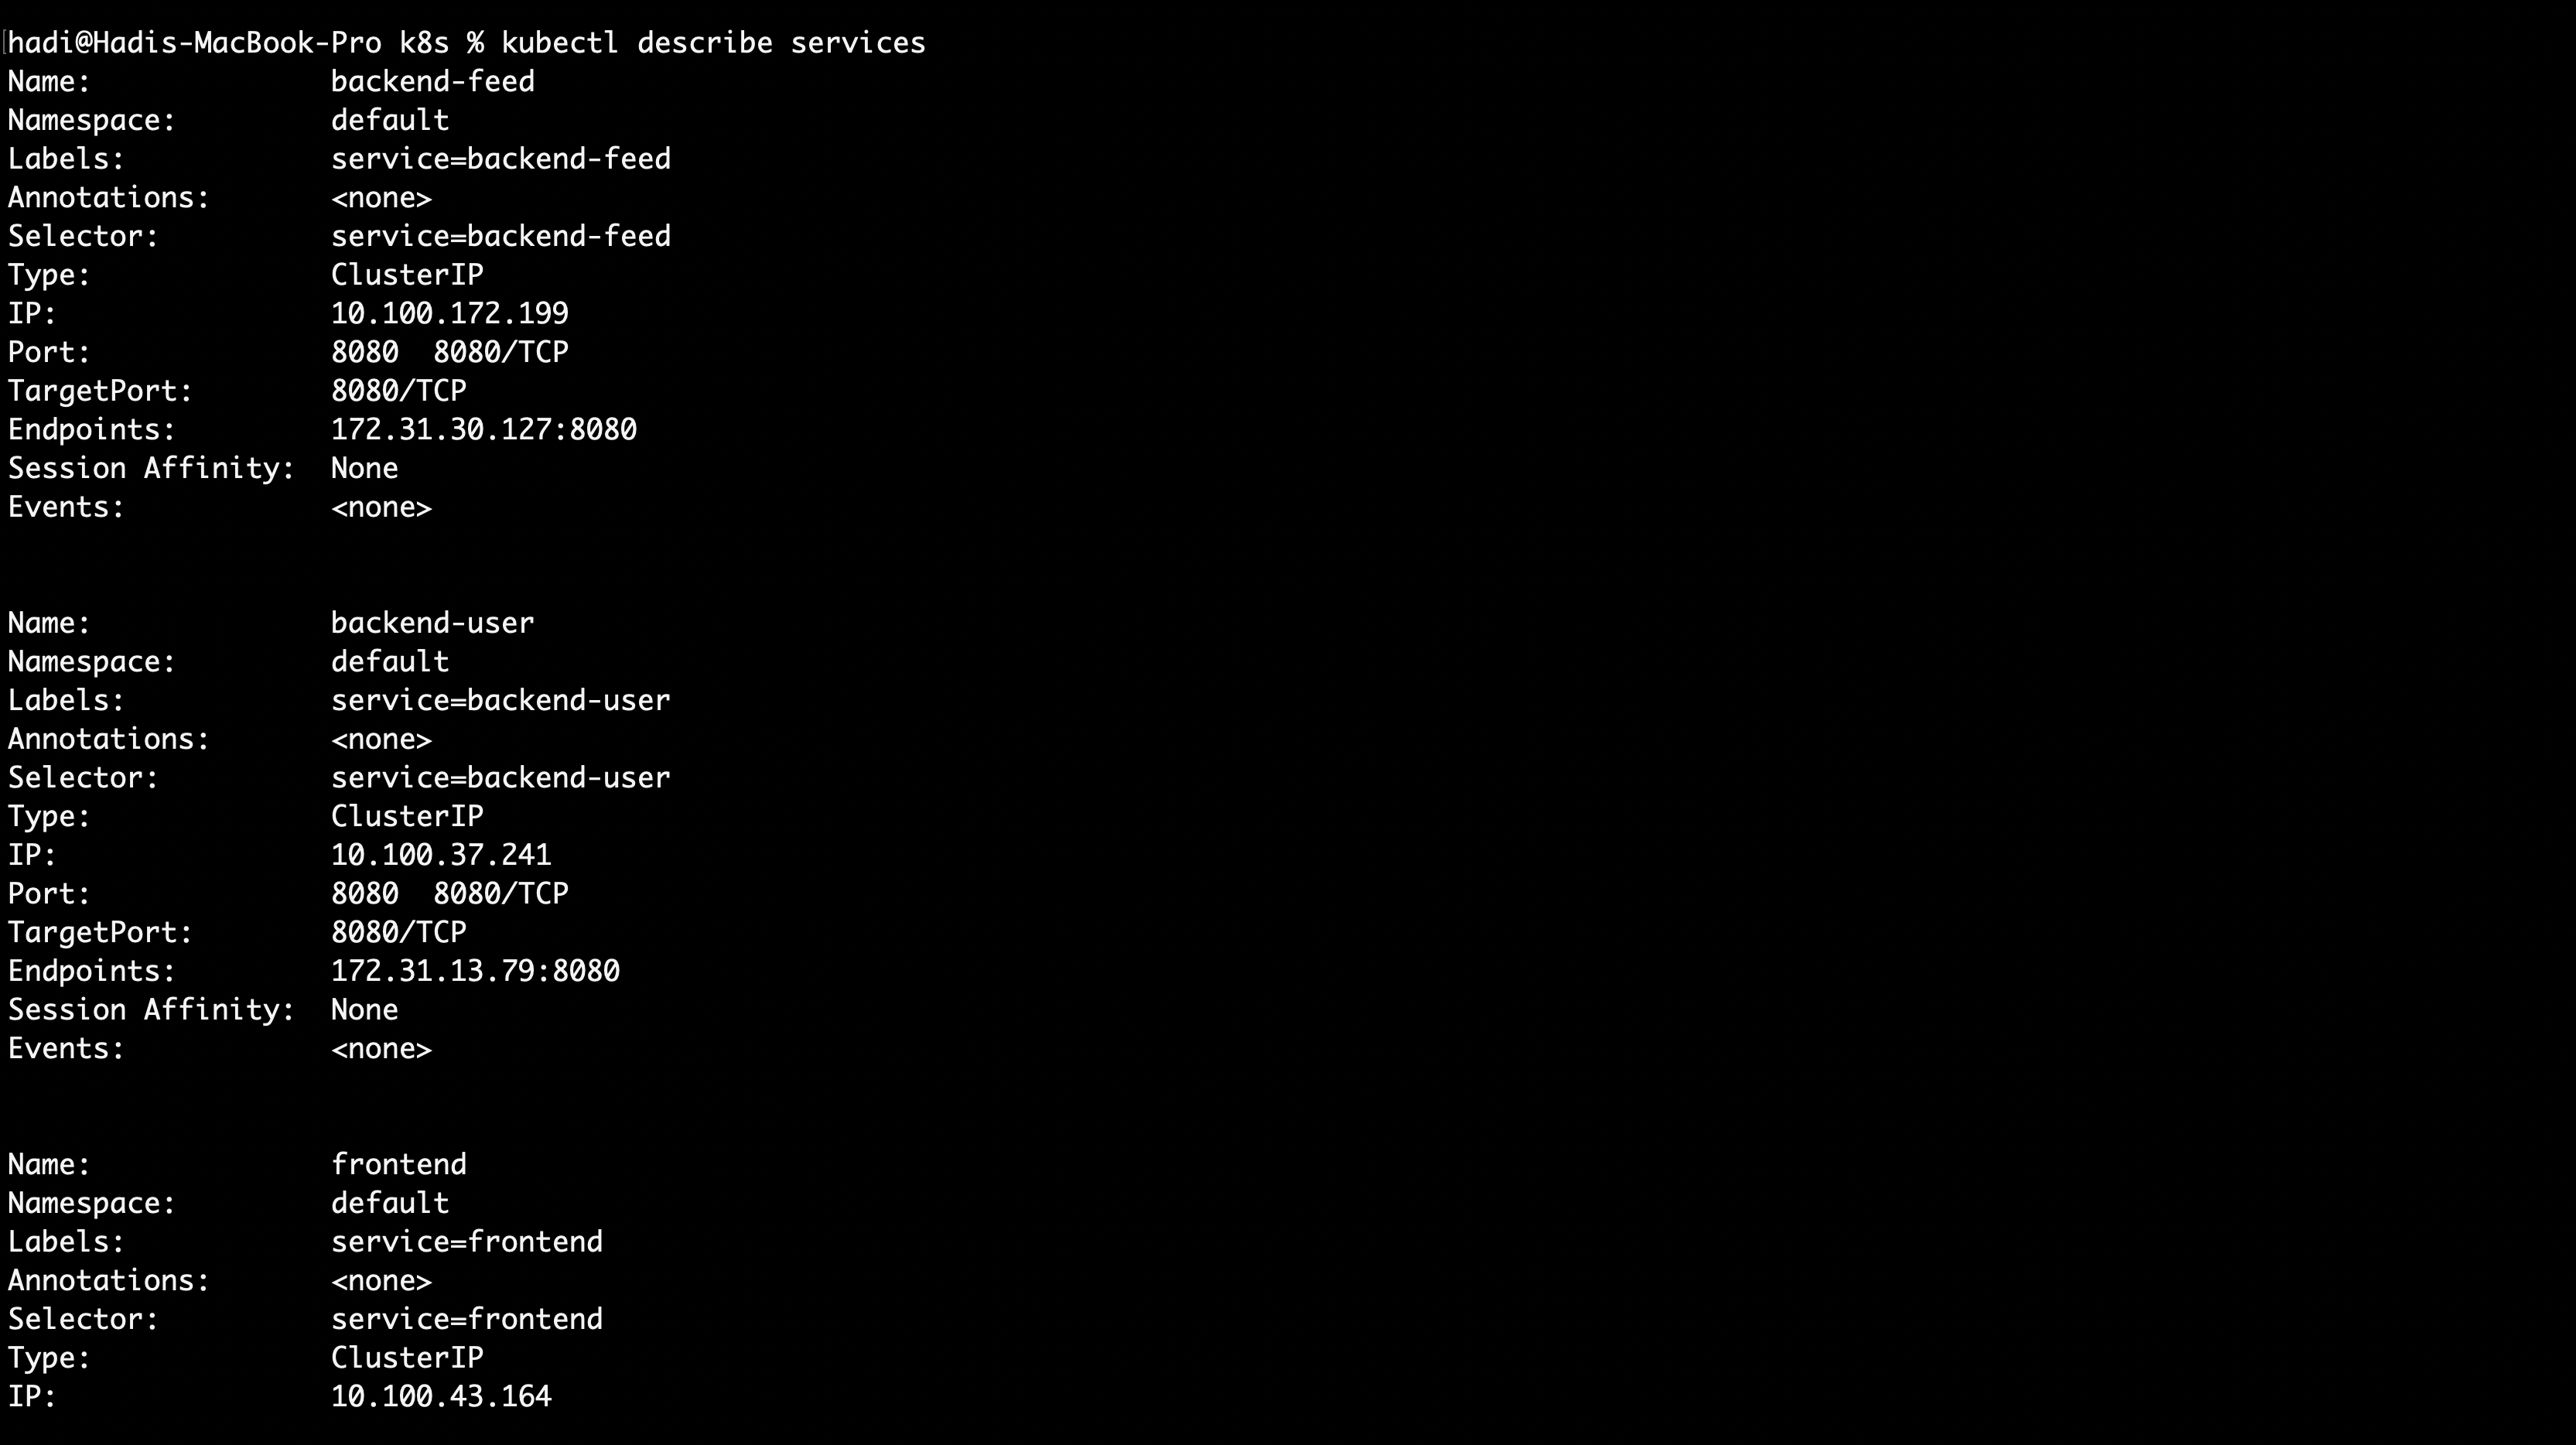 hadi@Hadis-MacBook-Pro k8s % kubectl describe services
Name:              backend-feed
Namespace:         default
Labels:            service=backend-feed
Annotations:       <none>
Selector:          service=backend-feed
Type:              ClusterIP
IP:                10.100.172.199
Port:              8080  8080/TCP
TargetPort:        8080/TCP
Endpoints:         172.31.30.127:8080
Session Affinity:  None
Events:            <none>

Name:              backend-user
Namespace:         default
Labels:            service=backend-user
Annotations:       <none>
Selector:          service=backend-user
Type:              ClusterIP
IP:                10.100.37.241
Port:              8080  8080/TCP
TargetPort:        8080/TCP
Endpoints:         172.31.13.79:8080
Session Affinity:  None
Events:            <none>

Name:              frontend
Namespace:         default
Labels:            service=frontend
Annotations:       <none>
Selector:          service=frontend
Type:              ClusterIP
IP:                10.100.43.164